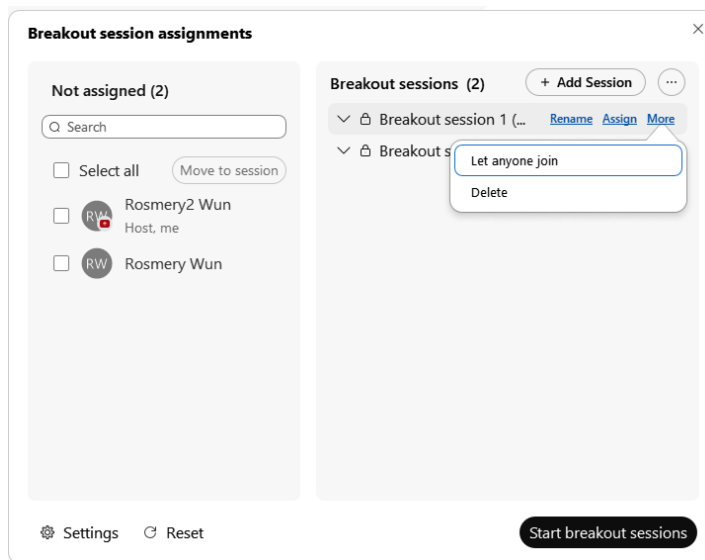 Breakout session assignments
Not assigned (2)
Search
Select all
Move to session
RW
Rosmery2 Wun
Host, me
RW
Rosmery Wun
Breakout sessions (2)
+ Add Session
...
Breakout session 1 (...
Rename
Assign
More
Breakout s
Let anyone join
Delete
Settings
Reset
Start breakout sessions